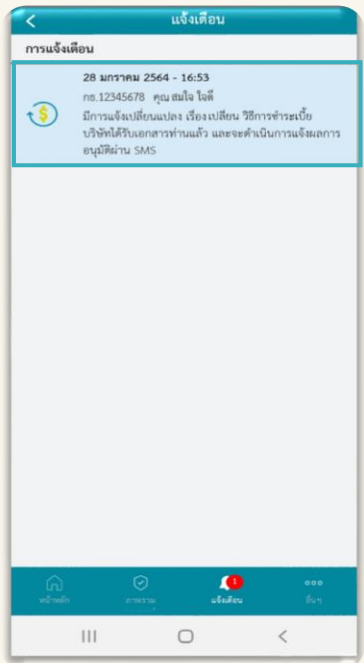 แจ้งเตือน
การแจ้งเตือน
28 มกราคม 2564 - 16:53
กธ.12345678 คุณ สมใจ ใจดี
มีการแจ้งเปลี่ยนแปลง เรื่อง เปลี่ยน วิธีการชำระเบี้ย
บริษัทได้รับเอกสารท่านแล้ว และจะดำเนินการแจ้งผลการ
อนุมัติผ่าน SMS
1
หน้าหลัก ภาพรวม แจ้งเตือน อื่นๆ